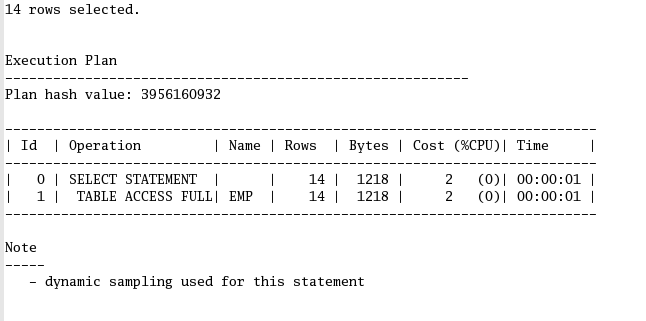 14 rows selected.
Execution Plan
----------------------------------------------------------
Plan hash value: 3956160932
--------------------------------------------------------------------------
| Id  | Operation         | Name | Rows  | Bytes | Cost (%CPU)| Time     |
--------------------------------------------------------------------------
|   0 | SELECT STATEMENT  |      |    14 |  1218 |     2   (0)| 00:00:01 |
|   1 |  TABLE ACCESS FULL| EMP  |    14 |  1218 |     2   (0)| 00:00:01 |
--------------------------------------------------------------------------
Note
-----
   - dynamic sampling used for this statement